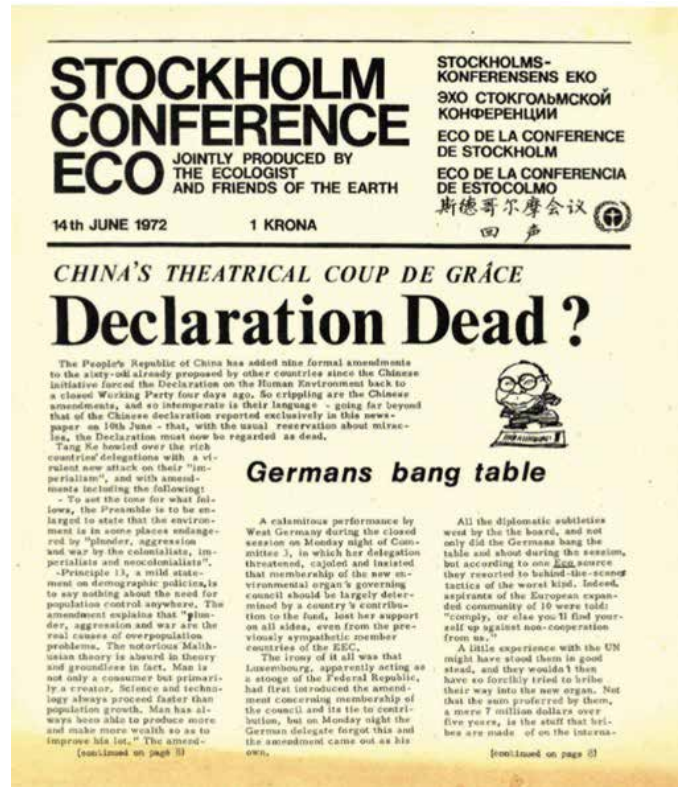 STOCKHOLM
CONFERENCE
ECO
JOINTLY PRODUCED BY
THE ECOLOGIST
AND FRIENDS OF THE EARTH
STOCKHOLMS-
KONFERENSENS EKO
ЭХО СТОКГОЛЬМСКОЙ
КОНФЕРЕНЦИИ
ECO DE LA CONFERENCE
DE STOCKHOLM
ECO DE LA CONFERENCIA
DE ESTOCOLMO
斯德哥尔摩会议
回声
14th JUNE 1972
1 KRONA
CHINA'S THEATRICAL COUP DE GRÂCE
Declaration Dead ?
The People's Republic of China has added nine formal amendments
to the sixty-odd already proposed by other countries since the Chinese
initiative forced the Declaration on the Human Environment back to
a closed Working Party four days ago. So crippling are the Chinese
amendments, and so intemperate is their language - going far beyond
that of the Chinese declaration reported exclusively in this news-
paper on 10th June - that, with the usual reservation about mirac-
les, the Declaration must now be regarded as dead.
Tang Ke howled over the rich
countries' delegations with a vi-
rulent new attack on their "im-
perialism", and with amend-
ments including the following:
- To set the tone for what fol-
lows, the Preamble is to be en-
larged to state that the environ-
ment is in some places endange-
red by "plunder, aggression
and war by the colonialists, im-
perialists and neocolonialists".
-Principle 13, a mild state-
ment on demographic policies, is
to say nothing about the need for
population control anywhere. The
amendment explains that "plun-
der, aggression and war are the
real causes of overpopulation
problems. The notorious Malth-
usian theory is absurd in theory
and groundless in fact. Man is
not only a consumer but primari-
ly a creator. Science and techno-
logy always proceed faster than
population growth. Man has al-
ways been able to produce more
and make more wealth so as to
improve his lot." The amend-
(continued on page 8)
Germans bang table
A calamitous performance by
West Germany during the closed
session on Monday night of Com-
mittee 3, in which her delegation
threatened, cajoled and insisted
that membership of the new en-
vironmental organ's governing
council should be largely deter-
mined by a country's contribu-
tion to the fund, lost her support
on all sides, even from the pre-
viously sympathetic member
countries of the EEC.
The irony of it all was that
Luxembourg, apparently acting as
a stooge of the Federal Republic,
had first introduced the amend-
ment concerning membership of
the council and its tie to contri-
bution, but on Monday night the
German delegate forgot this and
the amendment came out as his
own.
All the diplomatic subtleties
went by the the board, and not
only did the Germans bang the
table and shout during the session,
but according to one Eco source
they resorted to behind-the-scenes
tactics of the worst kind. Indeed,
aspirants of the European expan-
ded community of 10 were told:
"comply, or else you'll find your-
self up against non-cooperation
from us."
A little experience with the UN
might have stood them in good
stead, and they wouldn't then
have so forcibly tried to bribe
their way into the new organ. Not
that the sum proferred by them,
a mere 7 million dollars over
five years, is the stuff that bri-
bes are made of on the interna-
(continued on page 8)